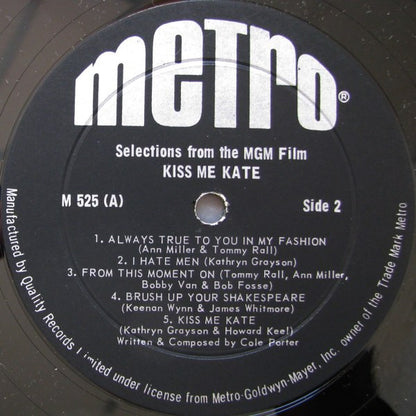 metro®
Selections from the MGM Film
KISS ME KATE
M 525 (A)
Side 2
1. ALWAYS TRUE TO YOU IN MY FASHION
(Ann Miller & Tommy Rall)
2. I HATE MEN (Kathryn Grayson)
3. FROM THIS MOMENT ON (Tommy Rall, Ann Miller,
Bobby Van & Bob Fosse)
4. BRUSH UP YOUR SHAKESPEARE
(Keenan Wynn & James Whitmore)
5. KISS ME KATE
(Kathryn Grayson & Howard Keel)
Written & Composed by Cole Porter
Manufactured by Quality Records Limited under license from Metro-Goldwyn-Mayer, Inc. owner of the Trade Mark Metro